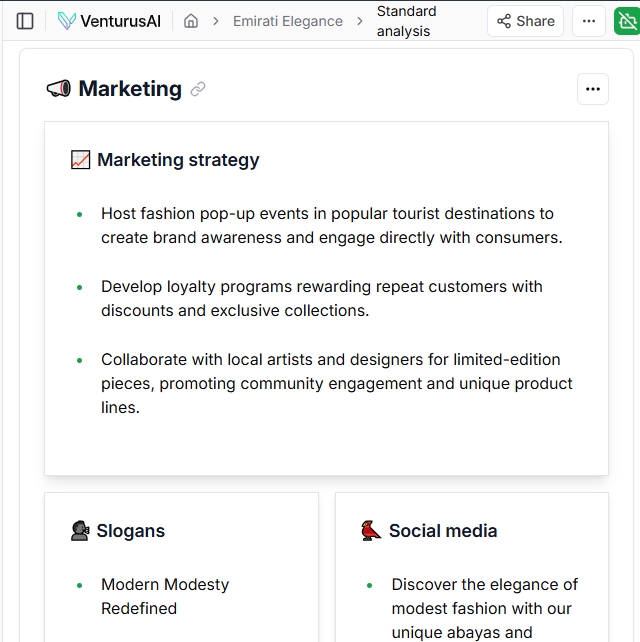 VenturusAI
Emirati Elegance
Standard
analysis
Share
Marketing
Marketing strategy
Host fashion pop-up events in popular tourist destinations to
create brand awareness and engage directly with consumers.
Develop loyalty programs rewarding repeat customers with
discounts and exclusive collections.
Collaborate with local artists and designers for limited-edition
pieces, promoting community engagement and unique product
lines.
Slogans
Modern Modesty
Redefined
Social media
Discover the elegance of
modest fashion with our
unique abayas and